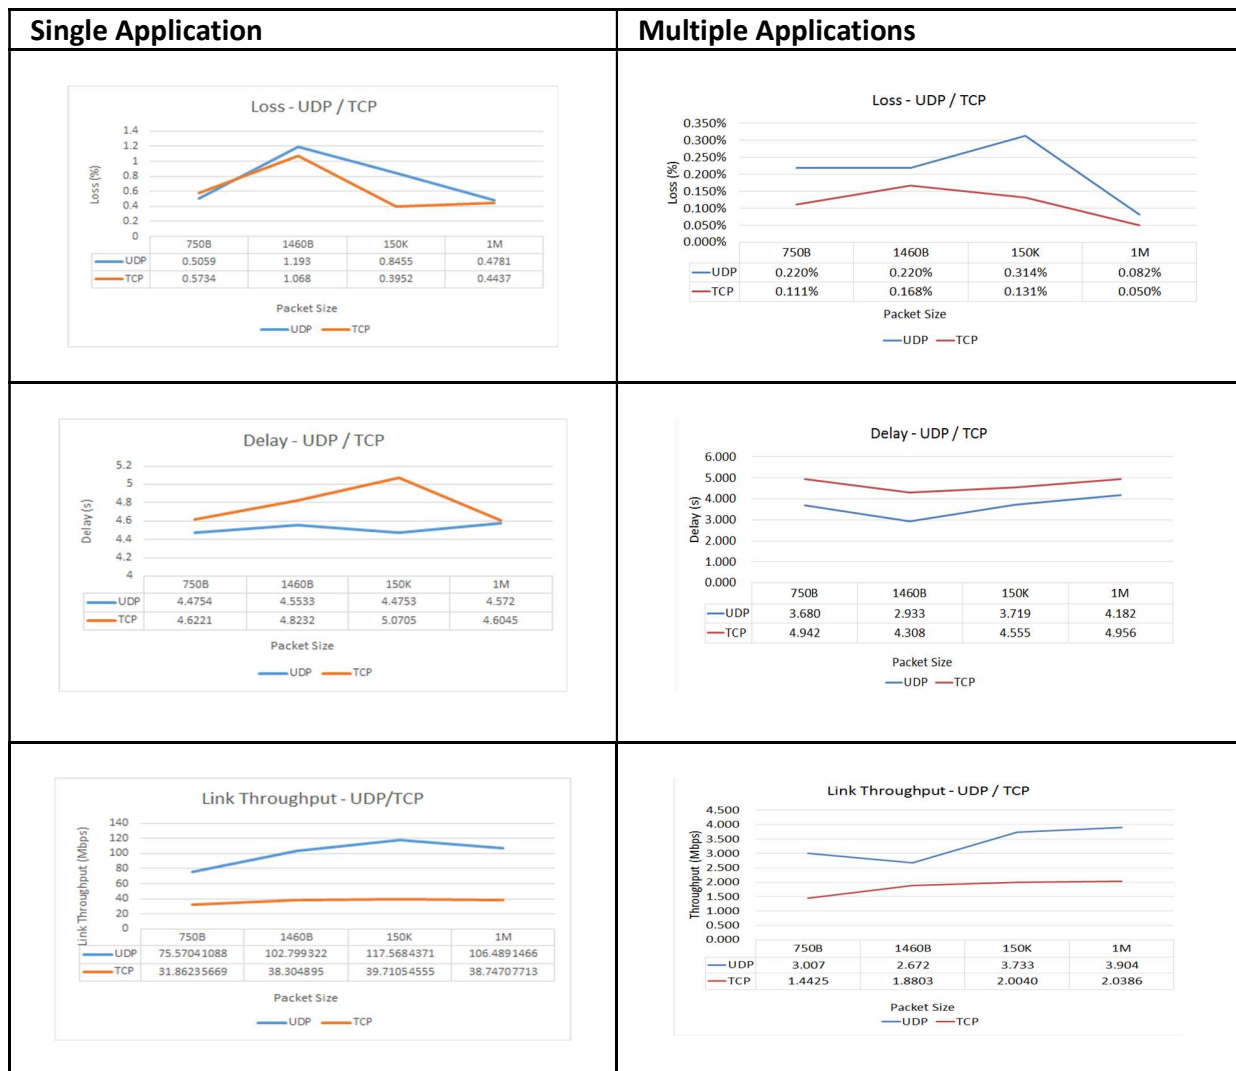 Single Application
Multiple Applications
Loss - UDP / TCP
Loss (%)
1.4
1.2
1
0.8
0.6
0.4
0.2
0
750B 1460B 150K 1M
UDP 0.5059 1.193 0.8455 0.4781
TCP 0.5734 1.068 0.3952 0.4437
Packet Size
UDP TCP
Loss - UDP / TCP
Loss (%)
0.350%
0.300%
0.250%
0.200%
0.150%
0.100%
0.050%
0.000%
750B 1460B 150K 1M
UDP 0.220% 0.220% 0.314% 0.082%
TCP 0.111% 0.168% 0.131% 0.050%
Packet Size
UDP TCP
Delay - UDP / TCP
Delay (s)
5.2
5
4.8
4.6
4.4
4.2
4
750B 1460B 150K 1M
UDP 4.4754 4.5533 4.4753 4.572
TCP 4.6221 4.8232 5.0705 4.6045
Packet Size
UDP TCP
Delay - UDP / TCP
Delay (s)
6.000
5.000
4.000
3.000
2.000
1.000
0.000
750B 1460B 150K 1M
UDP 3.680 2.933 3.719 4.182
TCP 4.942 4.308 4.555 4.956
Packet Size
UDP TCP
Link Throughput - UDP/TCP
Link Throughput (Mbps)
140
120
100
80
60
40
20
0
750B 1460B 150K 1M
UDP 75.57041088 102.799322 117.5684371 106.4891466
TCP 31.86235669 38.304895 39.71054555 38.74707713
Packet Size
UDP TCP
Link Throughput - UDP / TCP
Throughput (Mbps)
4.500
4.000
3.500
3.000
2.500
2.000
1.500
1.000
0.500
0.000
750B 1460B 150K 1M
UDP 3.007 2.672 3.733 3.904
TCP 1.4425 1.8803 2.0040 2.0386
Packet Size
UDP TCP